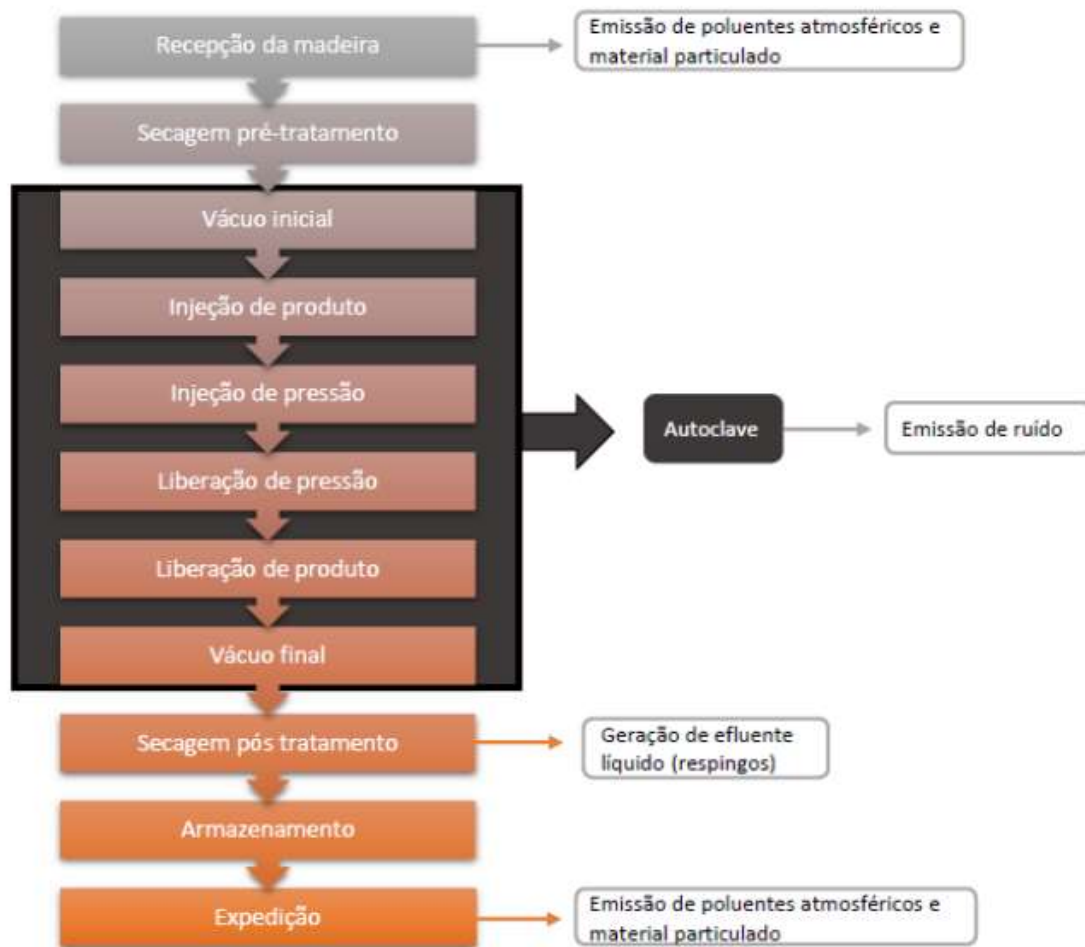 Recepção da madeira
Emissão de poluentes atmosféricos e
material particulado
Secagem pré-tratamento
Vácuo inicial
Injeção de produto
Injeção de pressão
Autoclave
Emissão de ruído
Liberação de pressão
Liberação de produto
Vácuo final
Secagem pós tratamento
Geração de efluente
líquido (respingos)
Armazenamento
Expedição
Emissão de poluentes atmosféricos e
material particulado